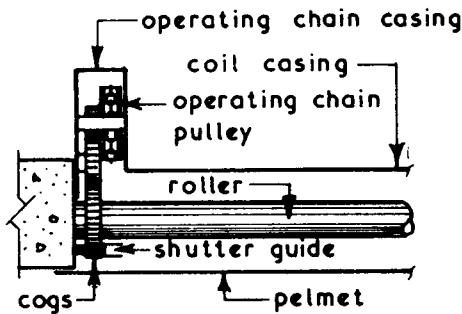 operating chain casing
coil casing
operating chain
pulley
roller
shutter guide
cogs
pelmet